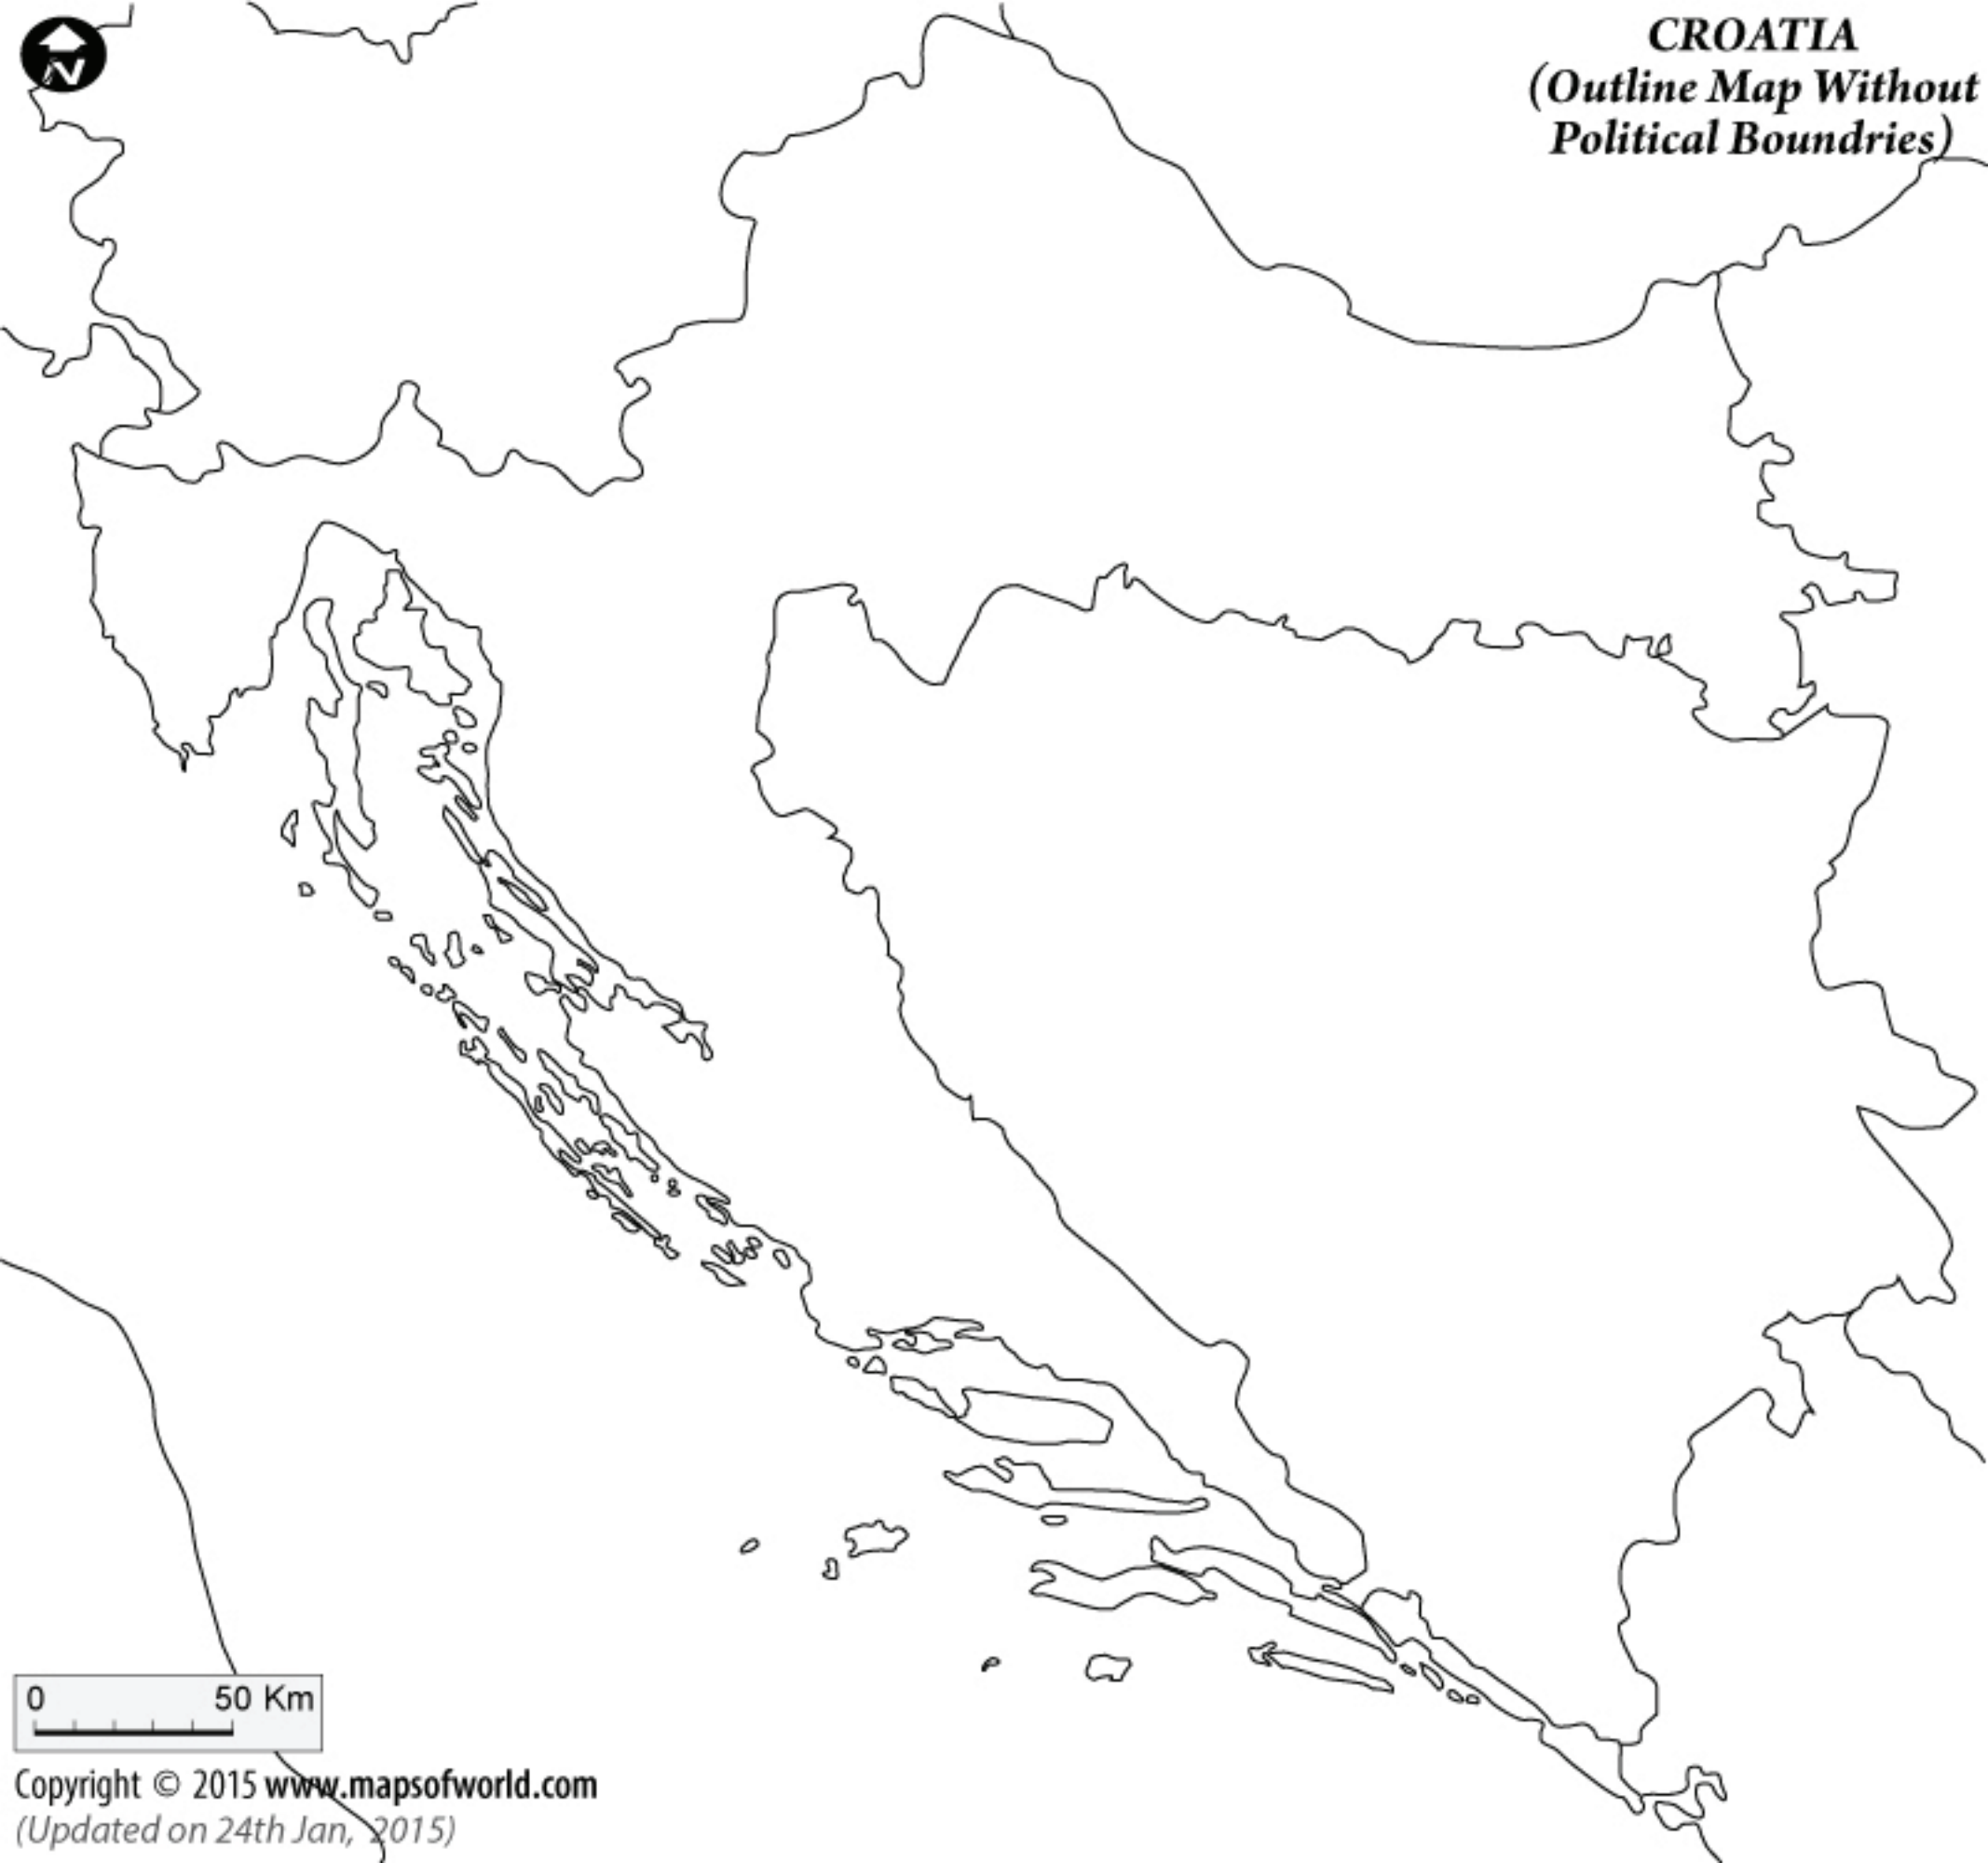 N
CROATIA
(Outline Map Without
Political Boundries)
0 50 Km
Copyright © 2015 www.mapsofworld.com
(Updated on 24th Jan, 2015)